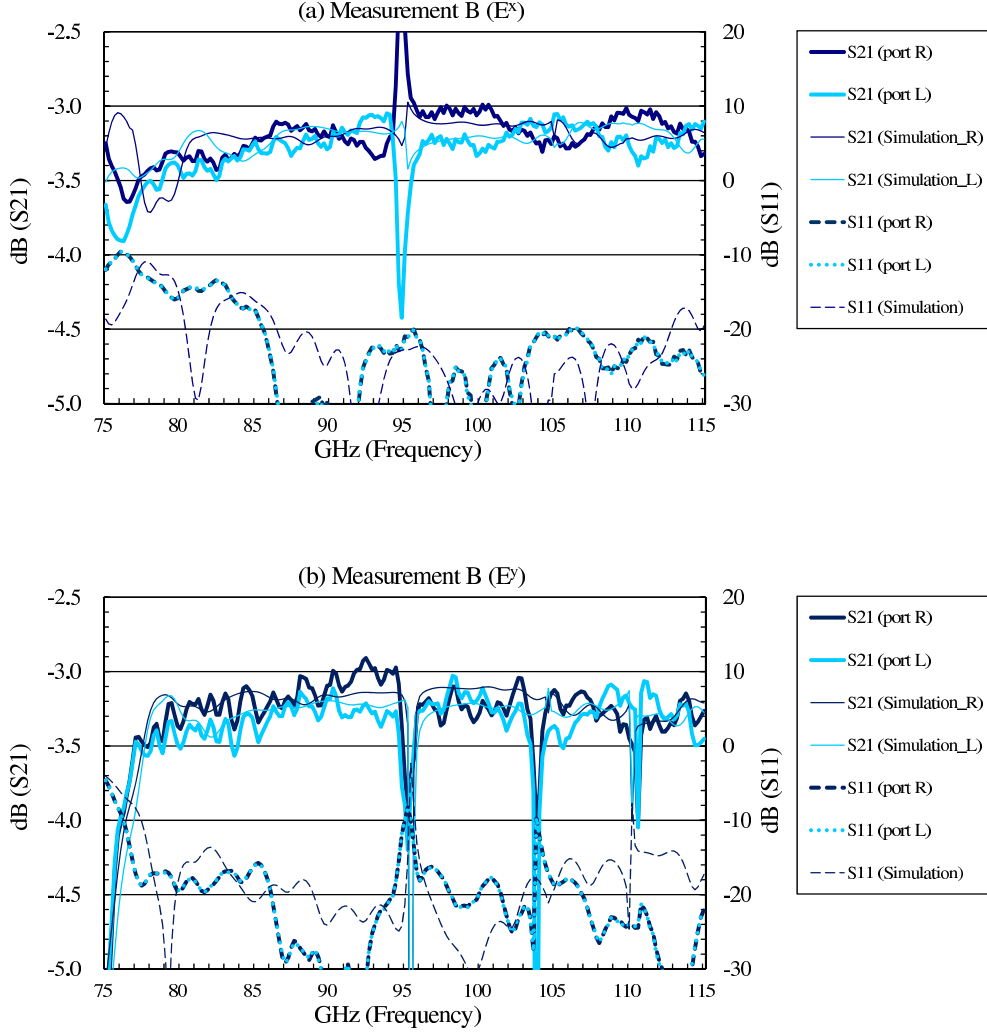 (a) Measurement B (Eˣ)
-2.5
-3.0
-3.5
-4.0
-4.5
-5.0
dB (S21)
20
10
0
-10
-20
-30
dB (S11)
75 80 85 90 95 100 105 110 115
GHz (Frequency)
S21 (port R)
S21 (port L)
S21 (Simulation_R)
S21 (Simulation_L)
S11 (port R)
S11 (port L)
S11 (Simulation)
(b) Measurement B (Eʸ)
-2.5
-3.0
-3.5
-4.0
-4.5
-5.0
dB (S21)
20
10
0
-10
-20
-30
dB (S11)
75 80 85 90 95 100 105 110 115
GHz (Frequency)
S21 (port R)
S21 (port L)
S21 (Simulation_R)
S21 (Simulation_L)
S11 (port R)
S11 (port L)
S11 (Simulation)